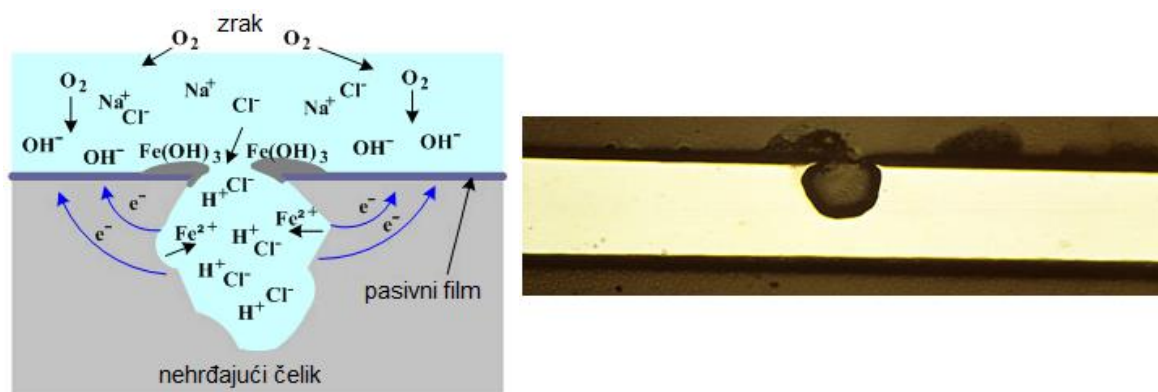 zrak
O₂ O₂
O₂ Na⁺ Cl⁻ Na⁺ Cl⁻ Na⁺ Cl⁻ O₂
OH⁻ OH⁻ Fe(OH)₃ Fe(OH)₃ OH⁻ OH⁻
H⁺ Cl⁻
e⁻ e⁻
Fe²⁺ Fe²⁺
e⁻ H⁺ Cl⁻ e⁻
H⁺ Cl⁻
H⁺ Cl⁻
pasivni film
nehrđajući čelik